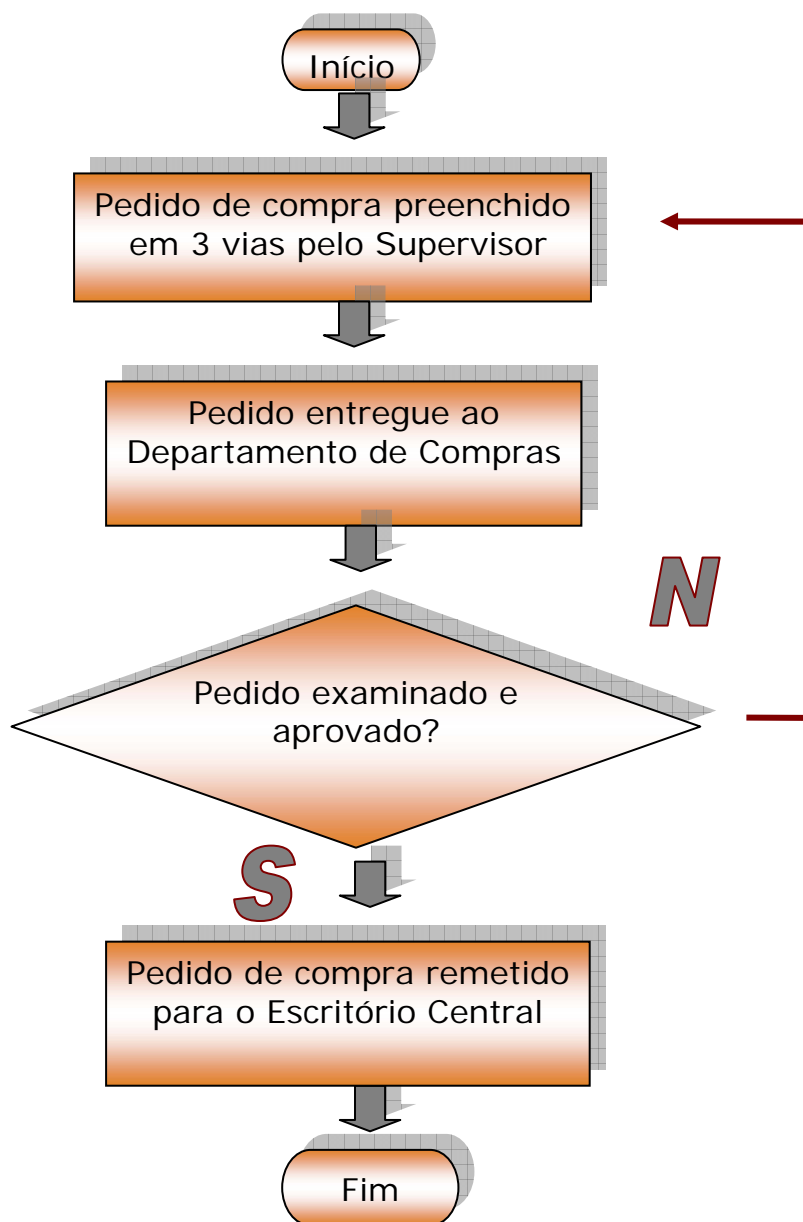 Início
Pedido de compra preenchido
em 3 vias pelo Supervisor
Pedido entregue ao
Departamento de Compras
N
Pedido examinado e
aprovado?
S
Pedido de compra remetido
para o Escritório Central
Fim